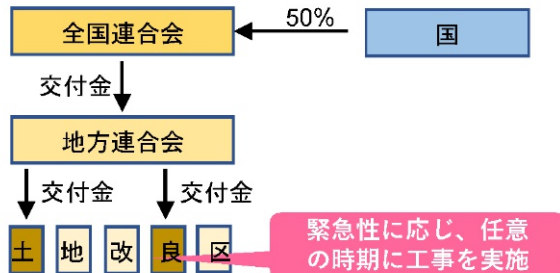 全国連合会
50%
国
交付金
地方連合会
交付金
交付金
土 地 改 良 区
緊急性に応じ、任意
の時期に工事を実施